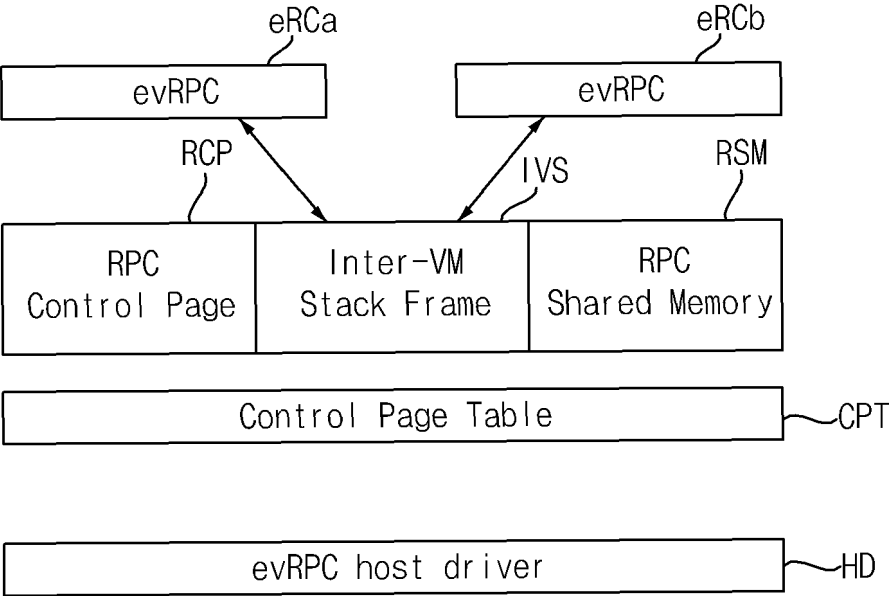 eRCa
eRCb
evRPC
evRPC
RCP
IVS
RSM
RPC
Control Page
Inter-VM
Stack Frame
RPC
Shared Memory
Control Page Table
CPT
evRPC host driver
HD